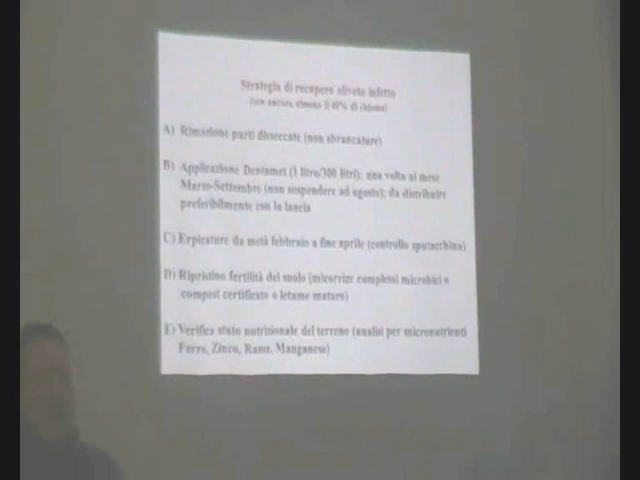 Strategia di recupero oliveto infetto
(con ancora almeno il 40% di chioma)
A) Rimozione parti disseccate (non sbrancature)
B) Applicazione Dentamet (1 litro/300 litri): una volta al mese
Marzo-Settembre (non sospendere ad agosto); da distribuire
preferibilmente con la lancia
C) Erpicature da metà febbraio a fine aprile (controllo sputacchina)
D) Ripristino fertilità del suolo (micorrize complessi microbici e
compost certificato o letame maturo)
E) Verifica stato nutrizionale del terreno (analisi per micronutrienti
Ferro, Zinco, Rame, Manganese)